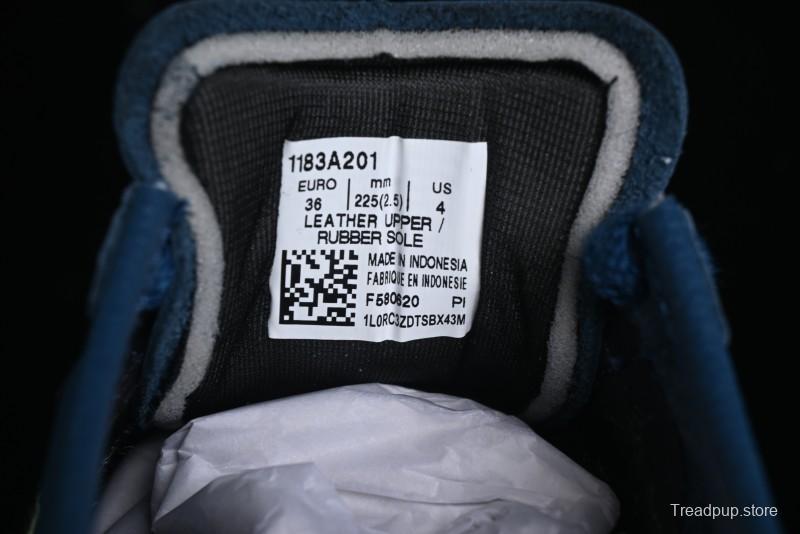 1183A201
EURO mm US
36 225(2.5) 4
LEATHER UPPER /
RUBBER SOLE
MADE IN INDONESIA
FABRIQUE EN INDONESIE
F580620 PI
1L0RC3ZDTSBX43M
Treadpup.store